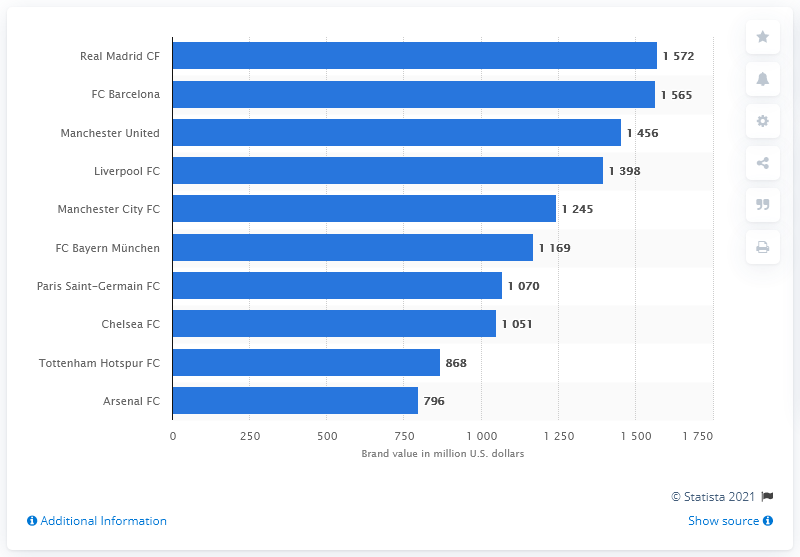 Real Madrid CF 1 572
FC Barcelona 1 565
Manchester United 1 456
Liverpool FC 1 398
Manchester City FC 1 245
FC Bayern München 1 169
Paris Saint-Germain FC 1 070
Chelsea FC 1 051
Tottenham Hotspur FC 868
Arsenal FC 796
0 250 500 750 1 000 1 250 1 500 1 750
Brand value in million U.S. dollars
© Statista 2021
Additional Information Show source